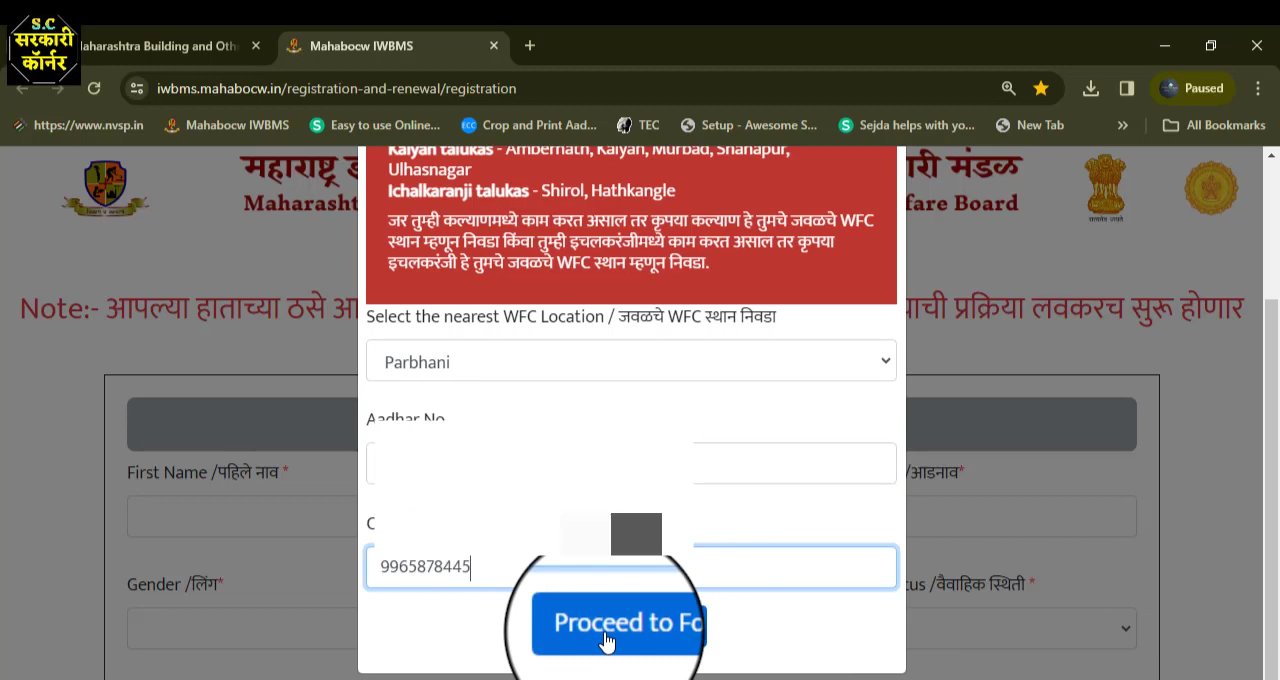 S.C
सरकारी
कॉर्नर
aharashtra Building and Oth
Mahabocw IWBMS
iwbms.mahabocw.in/registration-and-renewal/registration
Paused
https://www.nvsp.in
Mahabocw IWBMS
Easy to use Online...
Crop and Print Aad...
TEC
Setup - Awesome S...
Sejda helps with yo...
New Tab
All Bookmarks
महाराष्ट्र
Maharasht
री मंडळ
fare Board
Kalyan talukas - Ambernath, Kalyan, Murbad, Shahapur,
Ulhasnagar
Ichalkaranji talukas - Shirol, Hathkangle
जर तुम्ही कल्याणमध्ये काम करत असाल तर कृपया कल्याण हे तुमचे जवळचे WFC
स्थान म्हणून निवडा किंवा तुम्ही इचलकरंजीमध्ये काम करत असाल तर कृपया
इचलकरंजी हे तुमचे जवळचे WFC स्थान म्हणून निवडा.
Note:- आपल्या हाताच्या ठसे
याची प्रक्रिया लवकरच सुरू होणार
Select the nearest WFC Location / जवळचे WFC स्थान निवडा
Parbhani
Aadhar No
First Name /पहिले नाव *
/आडनाव*
9965878445
Gender /लिंग*
tus /वैवाहिक स्थिती *
Proceed to Fo